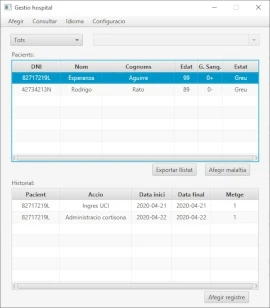 Gestio hospital
Afegir Consultar Idioma Configuracio
Tots
Pacients:
DNI Nom Cognoms Edat G. Sang. Estat
82717219L Esperanza Aguirre 99 0+ Greu
42734213N Rodrigo Rato 89 0- Greu
Exportar llistat Afegir malaltia
Historial:
Pacient Accio Data inici Data final Metge
82717219L Ingres UCI 2020-04-21 2020-04-21 1
82717219L Administracio cortisona 2020-04-22 2020-04-22 1
Afegir registre